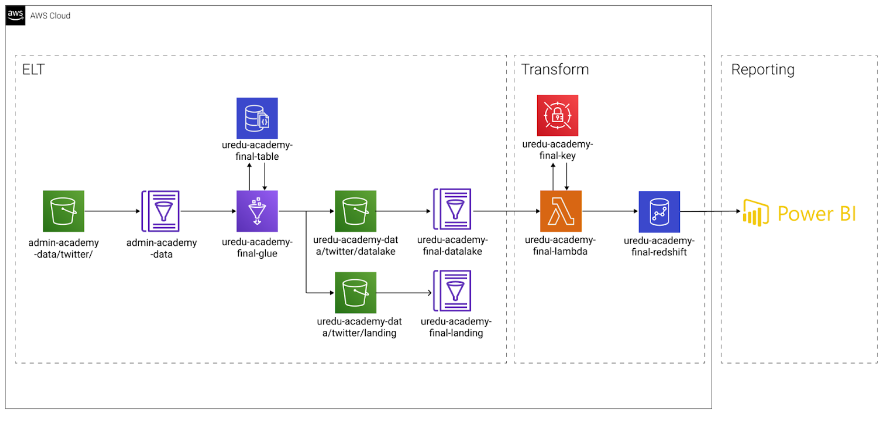 aws
AWS Cloud
ELT
Transform
Reporting
uredu-academy-
final-table
uredu-academy-
final-key
admin-academy
-data/twitter/
admin-academy
-data
uredu-academy-
final-glue
uredu-academy-dat
a/twitter/datalake
uredu-academy-
final-datalake
uredu-academy-
final-lambda
uredu-academy-
final-redshift
Power BI
uredu-academy-dat
a/twitter/landing
uredu-academy-
final-landing